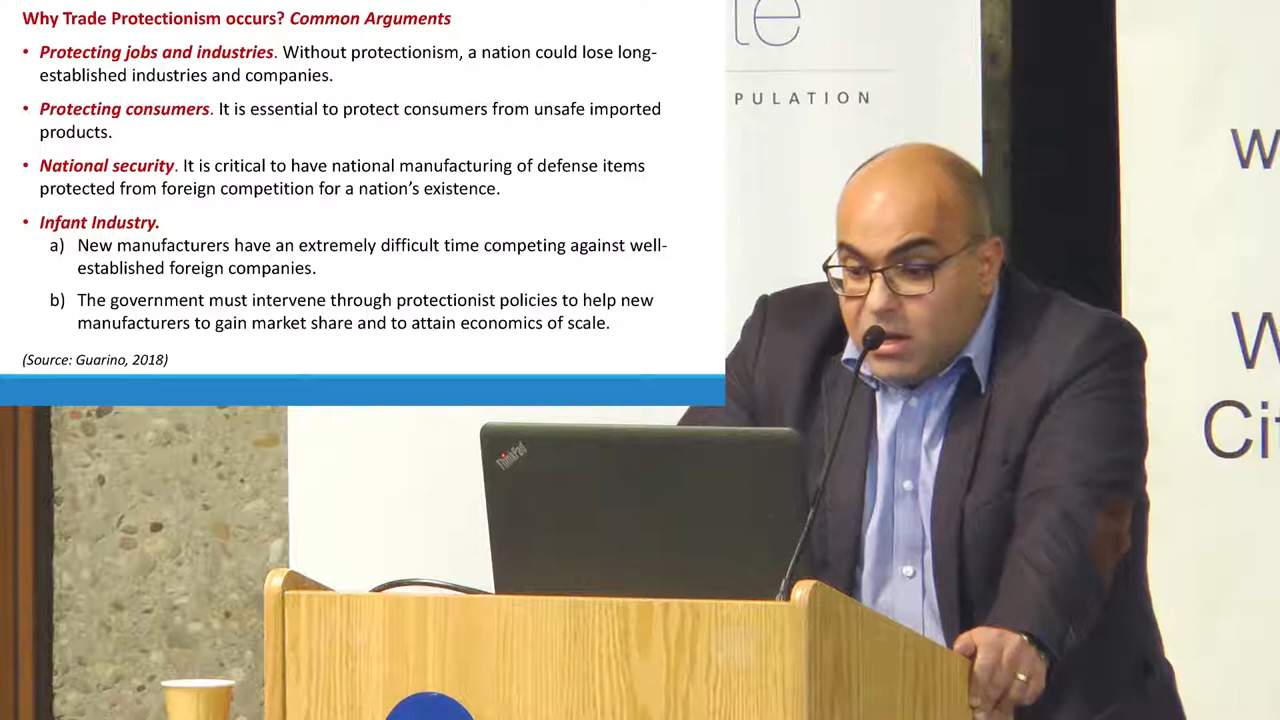 Why Trade Protectionism occurs? Common Arguments
• Protecting jobs and industries. Without protectionism, a nation could lose long-
established industries and companies.
• Protecting consumers. It is essential to protect consumers from unsafe imported
products.
• National security. It is critical to have national manufacturing of defense items
protected from foreign competition for a nation's existence.
• Infant Industry.
a) New manufacturers have an extremely difficult time competing against well-
established foreign companies.
b) The government must intervene through protectionist policies to help new
manufacturers to gain market share and to attain economics of scale.
(Source: Guarino, 2018)
te
PULATION
W
W
Cit
ThinkPad